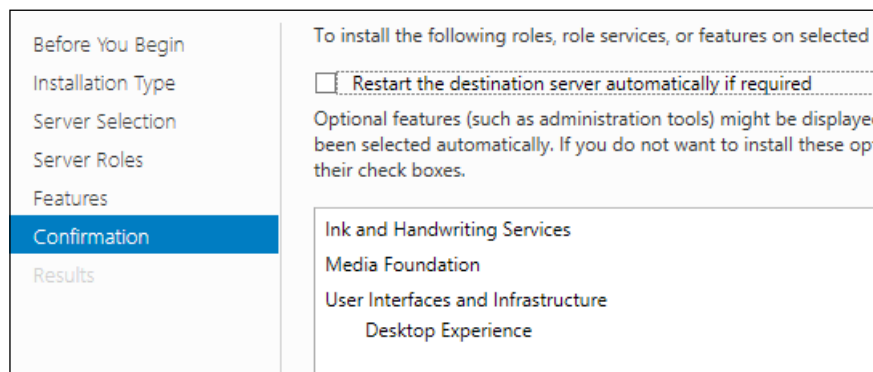 Before You Begin
Installation Type
Server Selection
Server Roles
Features
Confirmation
Results
To install the following roles, role services, or features on selected
Restart the destination server automatically if required
Optional features (such as administration tools) might be displaye
been selected automatically. If you do not want to install these op
their check boxes.
Ink and Handwriting Services
Media Foundation
User Interfaces and Infrastructure
Desktop Experience